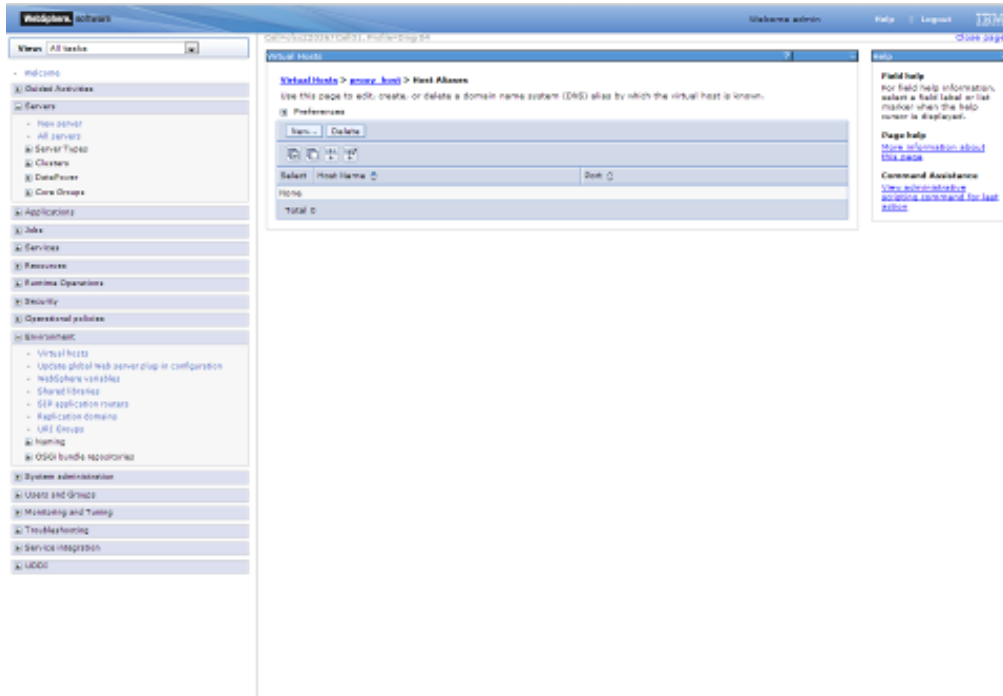 WebSphere. software
Welcome admin
Help | Logout
IBM
View: All tasks
Close page
- Welcome
Guided Activities
Servers
- New server
- All servers
Server Types
Clusters
DataPower
Core Groups
Applications
Jobs
Services
Resources
Runtime Operations
Security
Operational policies
Environment
- Virtual hosts
- Update global Web server plug-in configuration
- WebSphere variables
- Shared libraries
- SIP application routers
- Replication domains
- URI Groups
Naming
OSGi bundle repositories
System administration
Users and Groups
Monitoring and Tuning
Troubleshooting
Service integration
UDDI
Virtual Hosts
? -
Virtual Hosts > proxy_host > Host Aliases
Use this page to edit, create, or delete a domain name system (DNS) alias by which the virtual host is known.
Preferences
New... Delete
Select Host Name Port
None
Total 0
Help
Field help
For field help information, select a field label or list marker when the help cursor is displayed.
Page help
More information about this page
Command Assistance
View administrative scripting command for last action